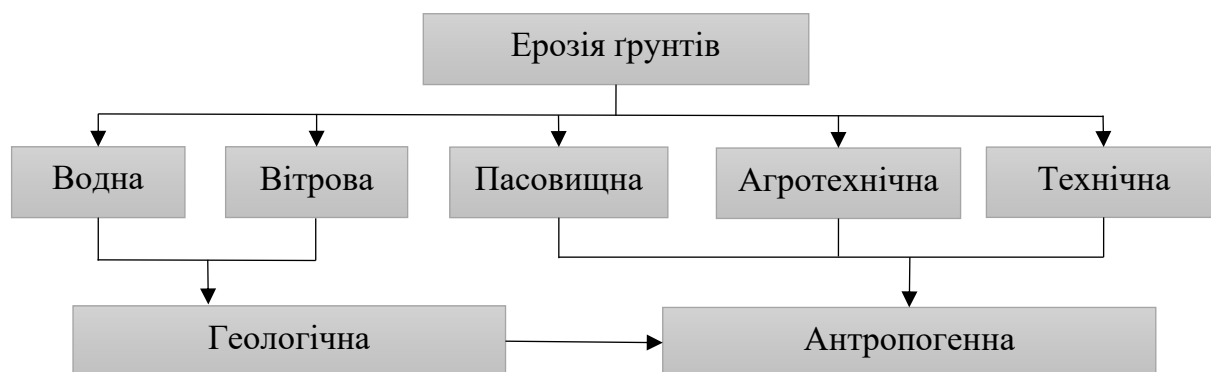 Ерозія ґрунтів
Водна
Вітрова
Пасовищна
Агротехнічна
Технічна
Геологічна
Антропогенна